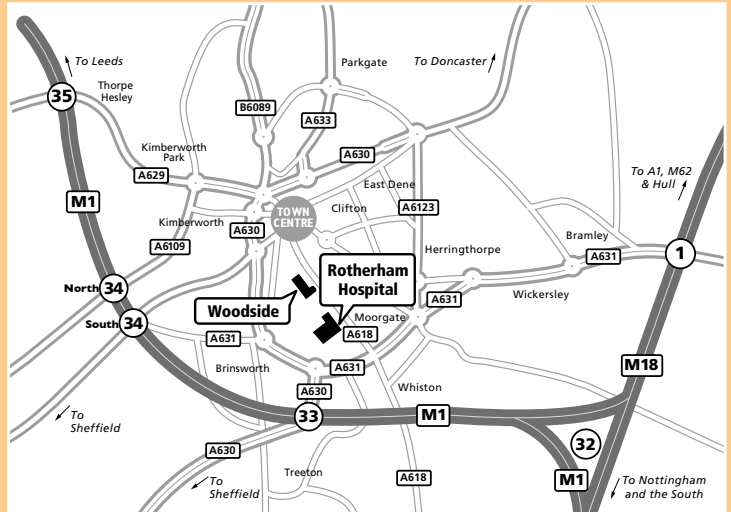 To Leeds
Parkgate
To Doncaster
Thorpe
Hesley
35
B6089
A633
Kimberworth
Park
A630
To A1, M62
& Hull
A629
East Dene
M1
TOWN
CENTRE
Clifton
A6123
Kimberworth
A630
Bramley
A6109
Herringthorpe
A631
1
Rotherham
Hospital
North
34
Woodside
A631
Wickersley
South
34
Moorgate
A618
A631
Brinsworth
A631
M18
Whiston
A630
33
M1
To
Sheffield
32
A630
Treeton
A618
M1
To
Sheffield
To Nottingham
and the South